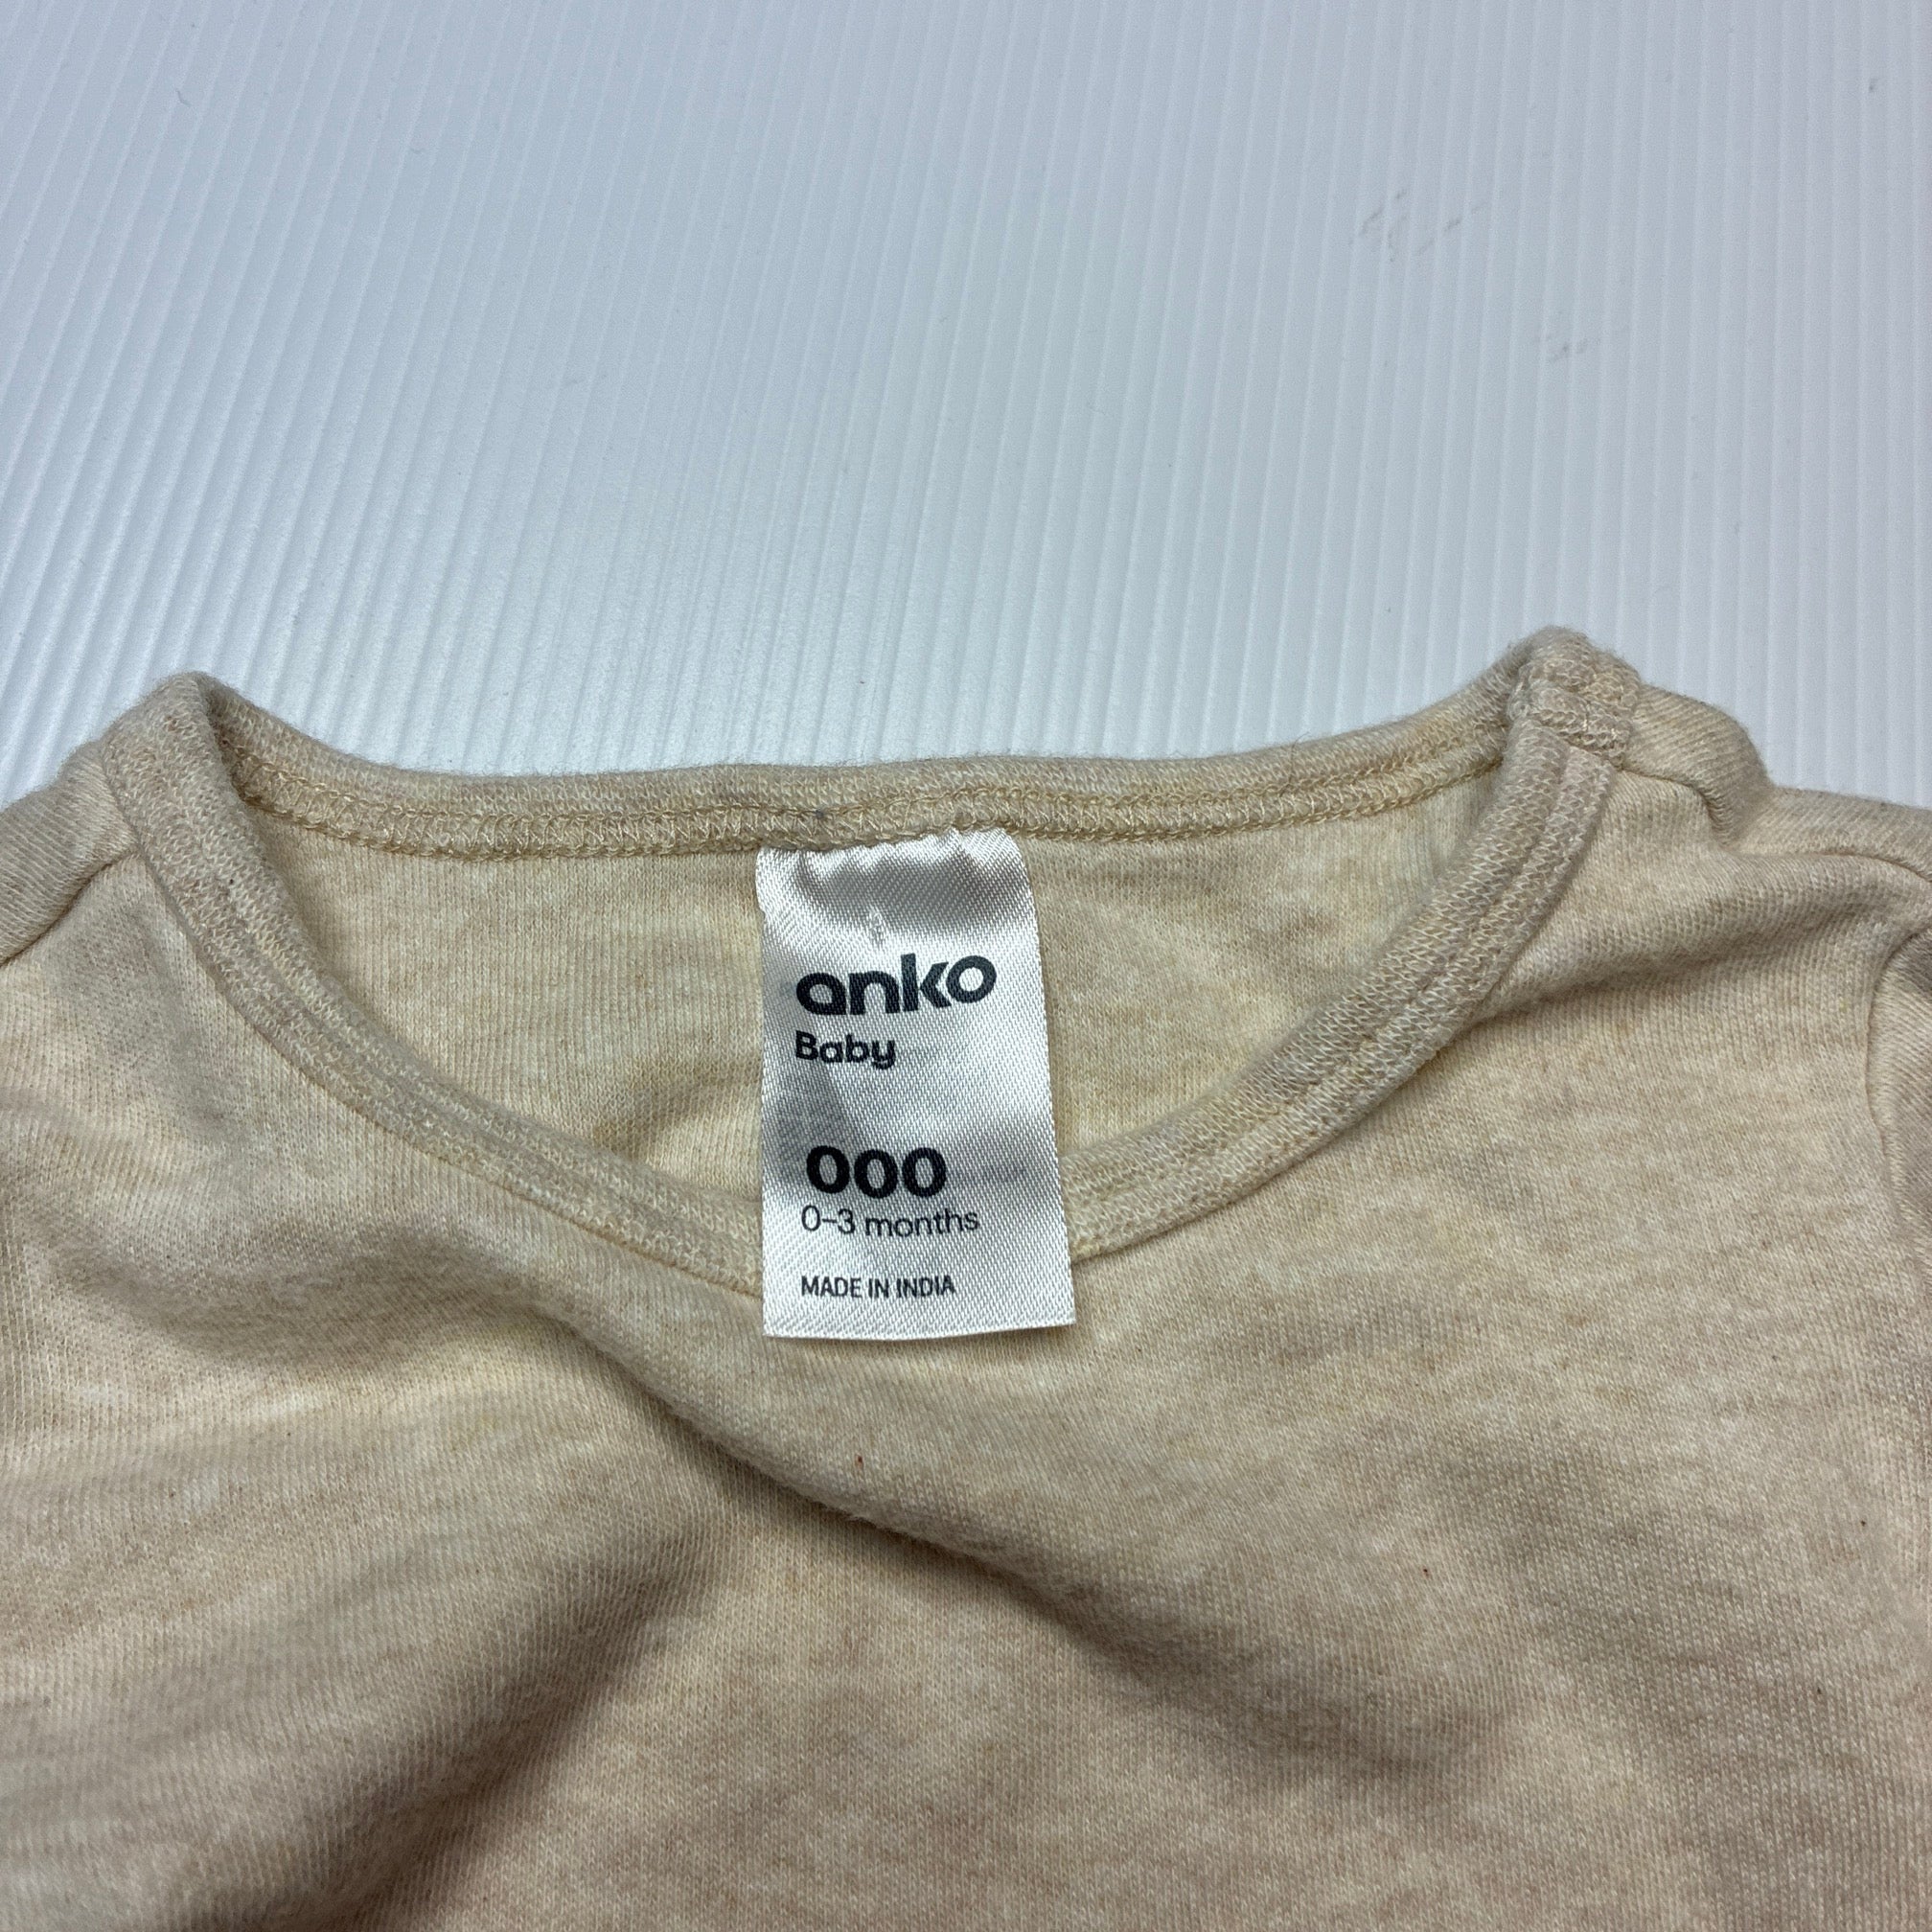 anko
Baby
000
0-3 months
MADE IN INDIA